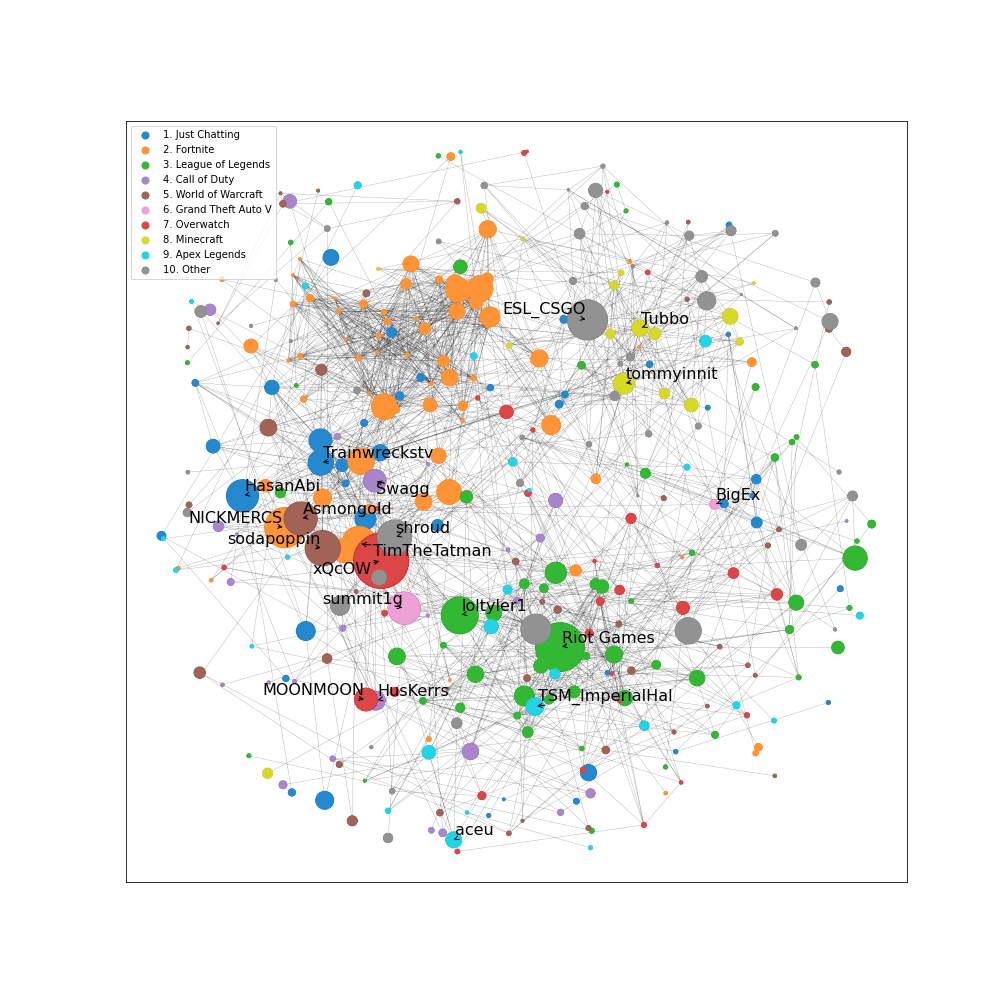 1. Just Chatting
2. Fortnite
3. League of Legends
4. Call of Duty
5. World of Warcraft
6. Grand Theft Auto V
7. Overwatch
8. Minecraft
9. Apex Legends
10. Other
ESL_CSGO
Tubbo
tommyinnit
Trainwreckstv
HasanAbi
Swagg
BigEx
Asmongold
NICKMERCS
shroud
sodapoppin
TimTheTatman
xQcOW
summit1g
loltyler1
Riot Games
MOONMOON
HusKerrs
TSM_ImperialHal
aceu